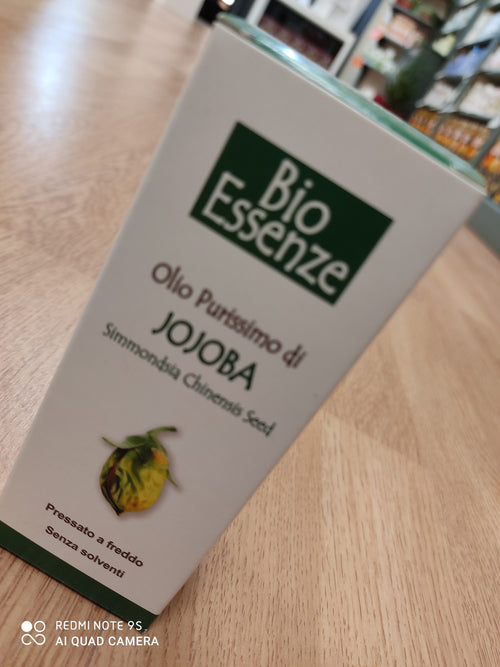 Bio
Essenze
Olio Purissimo di
JOJOBA
Simmondsia Chinensis Seed
Pressato a freddo
Senza solventi
REDMI NOTE 9S
AI QUAD CAMERA